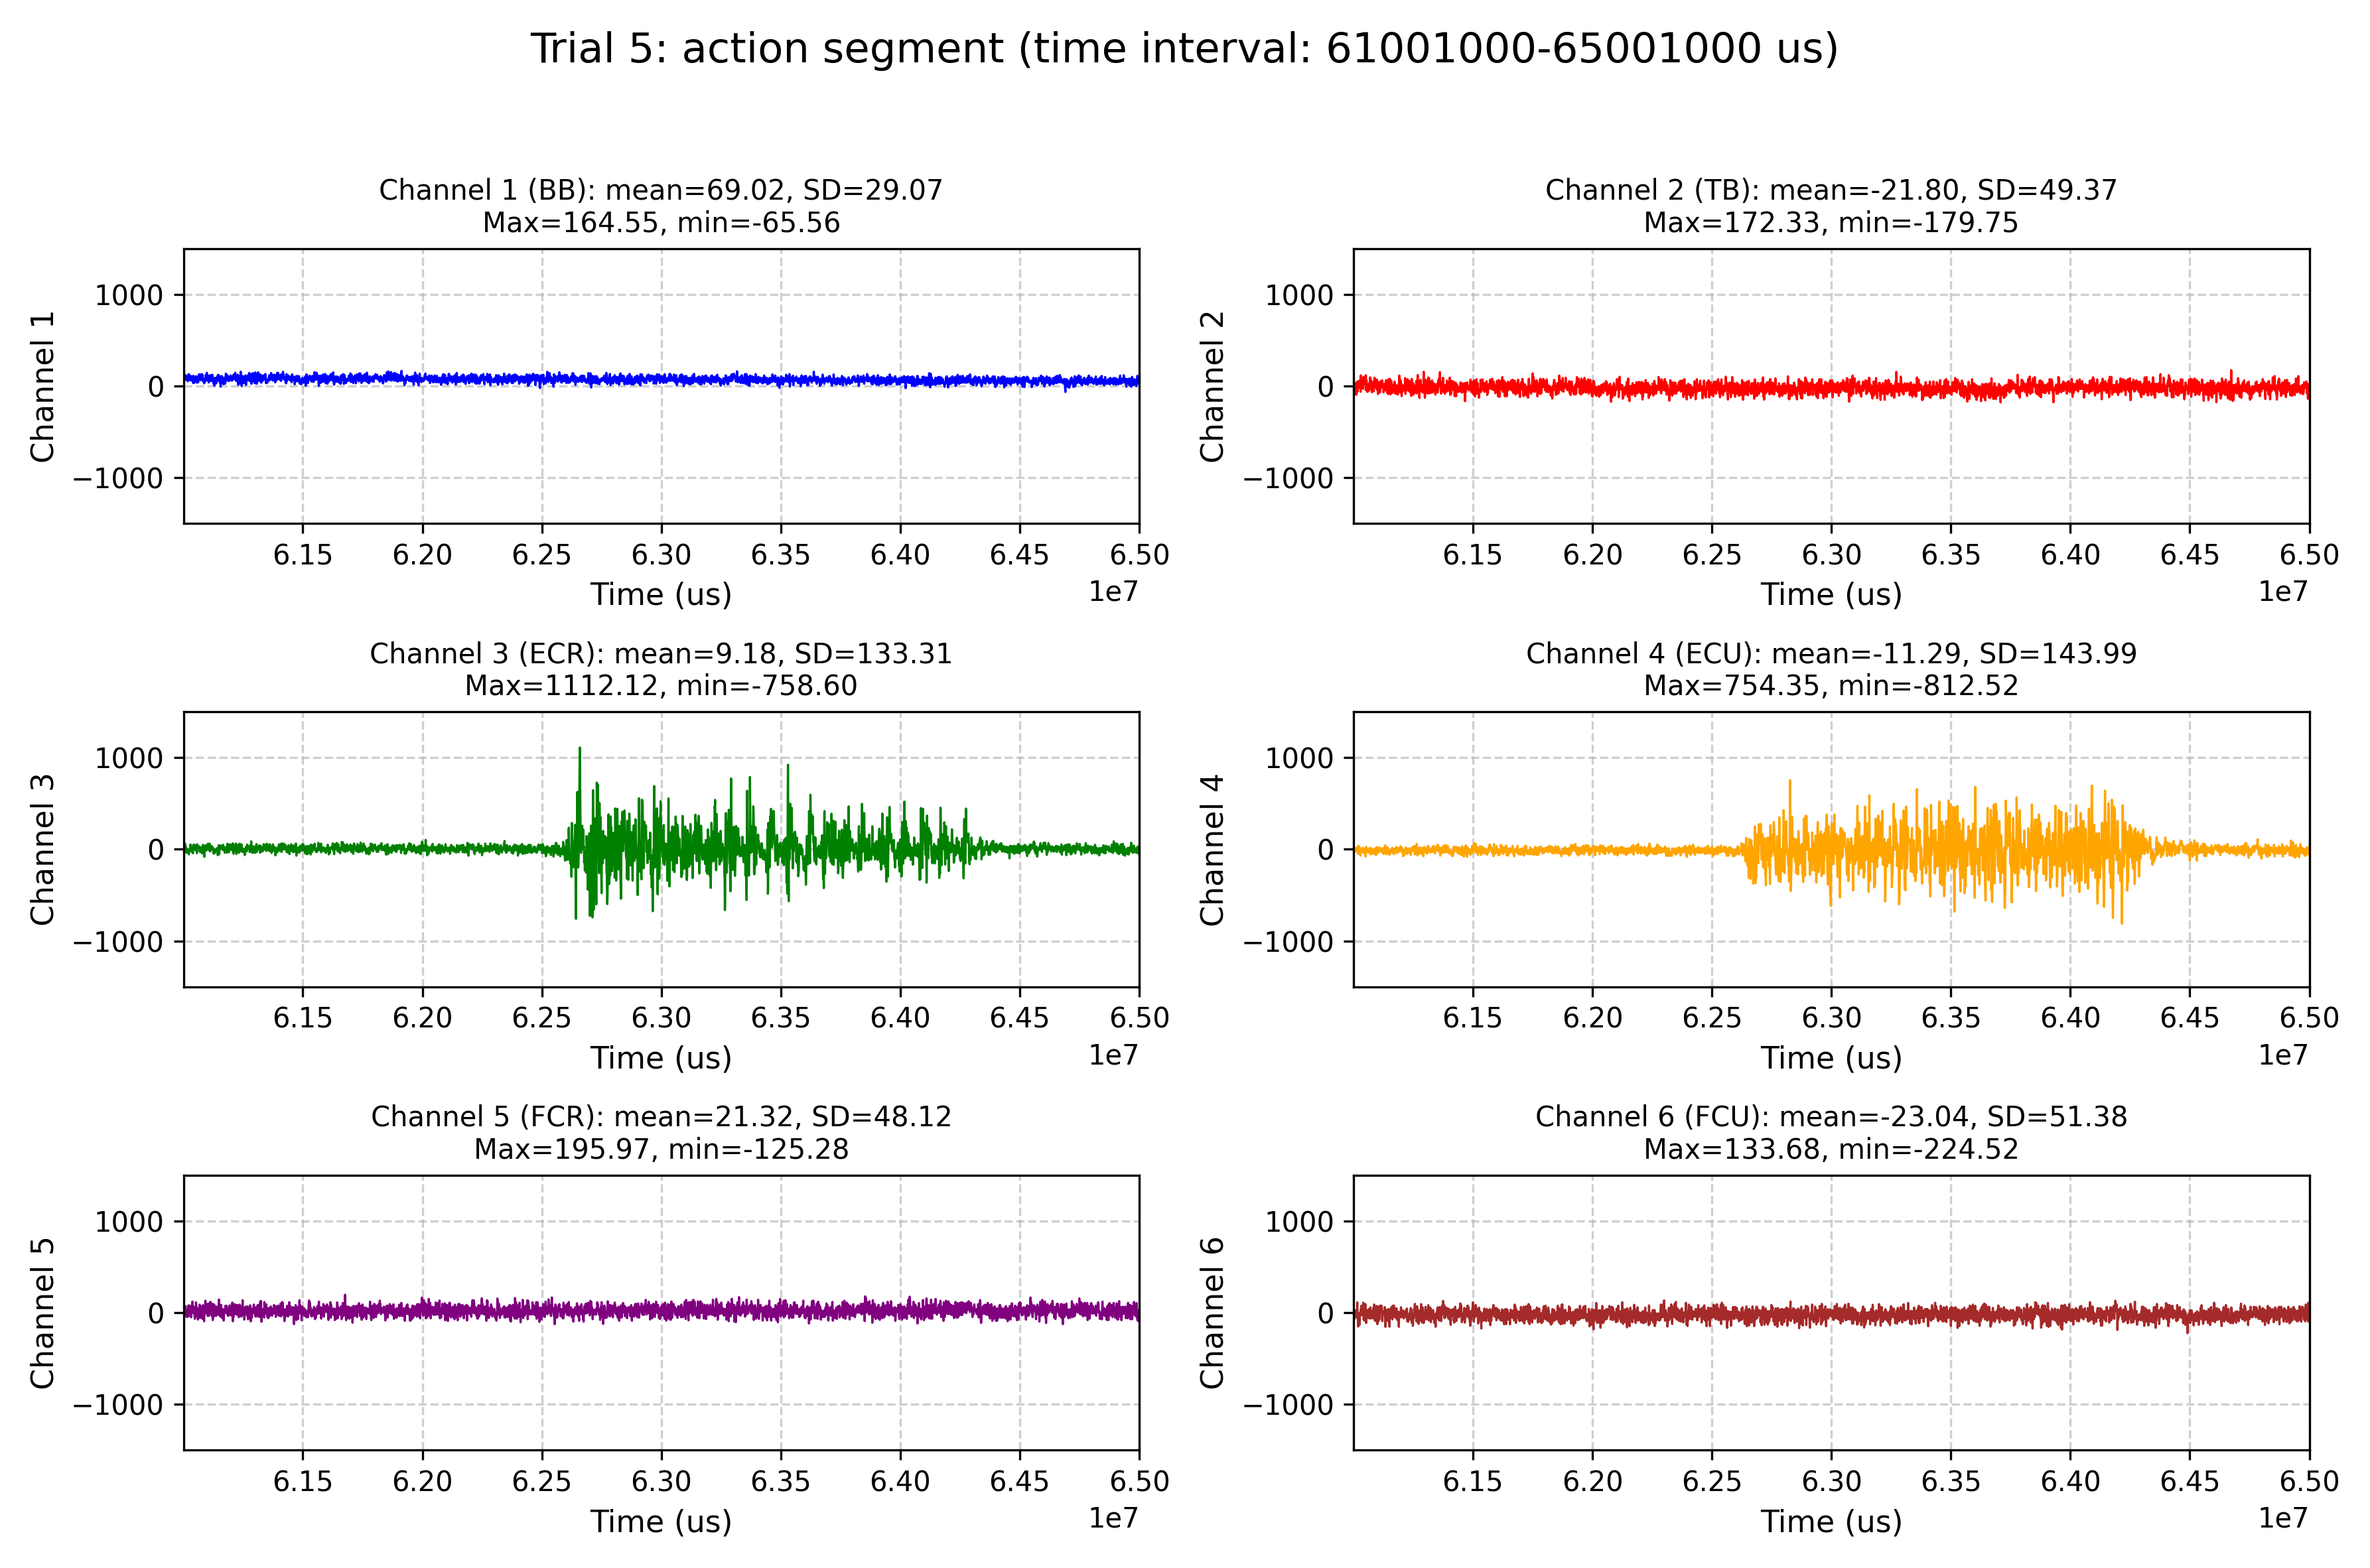 Trial 5: action segment (time interval: 61001000-65001000 us)
Channel 1 (BB): mean=69.02, SD=29.07
Max=164.55, min=-65.56
Channel 1
1000
0
−1000
6.15 6.20 6.25 6.30 6.35 6.40 6.45 6.50
Time (us)
1e7
Channel 2 (TB): mean=-21.80, SD=49.37
Max=172.33, min=-179.75
Channel 2
1000
0
−1000
6.15 6.20 6.25 6.30 6.35 6.40 6.45 6.50
Time (us)
1e7
Channel 3 (ECR): mean=9.18, SD=133.31
Max=1112.12, min=-758.60
Channel 3
1000
0
−1000
6.15 6.20 6.25 6.30 6.35 6.40 6.45 6.50
Time (us)
1e7
Channel 4 (ECU): mean=-11.29, SD=143.99
Max=754.35, min=-812.52
Channel 4
1000
0
−1000
6.15 6.20 6.25 6.30 6.35 6.40 6.45 6.50
Time (us)
1e7
Channel 5 (FCR): mean=21.32, SD=48.12
Max=195.97, min=-125.28
Channel 5
1000
0
−1000
6.15 6.20 6.25 6.30 6.35 6.40 6.45 6.50
Time (us)
1e7
Channel 6 (FCU): mean=-23.04, SD=51.38
Max=133.68, min=-224.52
Channel 6
1000
0
−1000
6.15 6.20 6.25 6.30 6.35 6.40 6.45 6.50
Time (us)
1e7